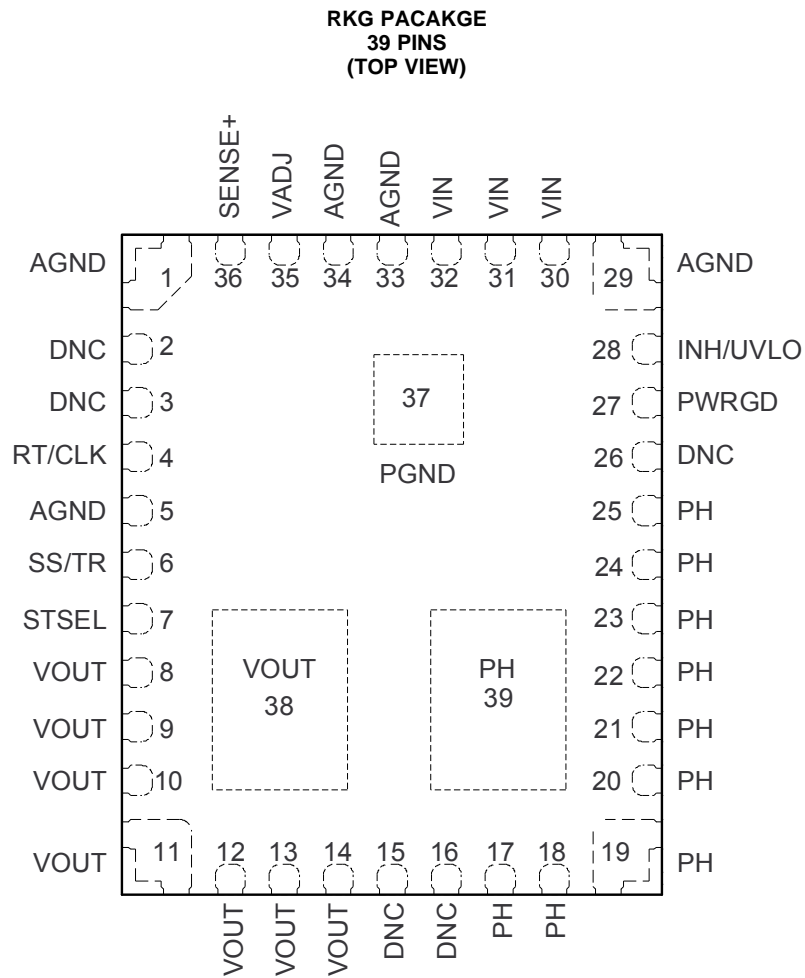 RKG PACAKGE
39 PINS
(TOP VIEW)
SENSE+
VADJ
AGND
AGND
VIN
VIN
VIN
AGND
1
36
35
34
33
32
31
30
29
AGND
DNC
2
28
INH/UVLO
DNC
3
37
27
PWRGD
RT/CLK
4
PGND
26
DNC
AGND
5
25
PH
SS/TR
6
24
PH
STSEL
7
23
PH
VOUT
8
VOUT
38
PH
39
22
PH
VOUT
9
21
PH
VOUT
10
20
PH
VOUT
11
12
13
14
15
16
17
18
19
PH
VOUT
VOUT
VOUT
DNC
DNC
PH
PH